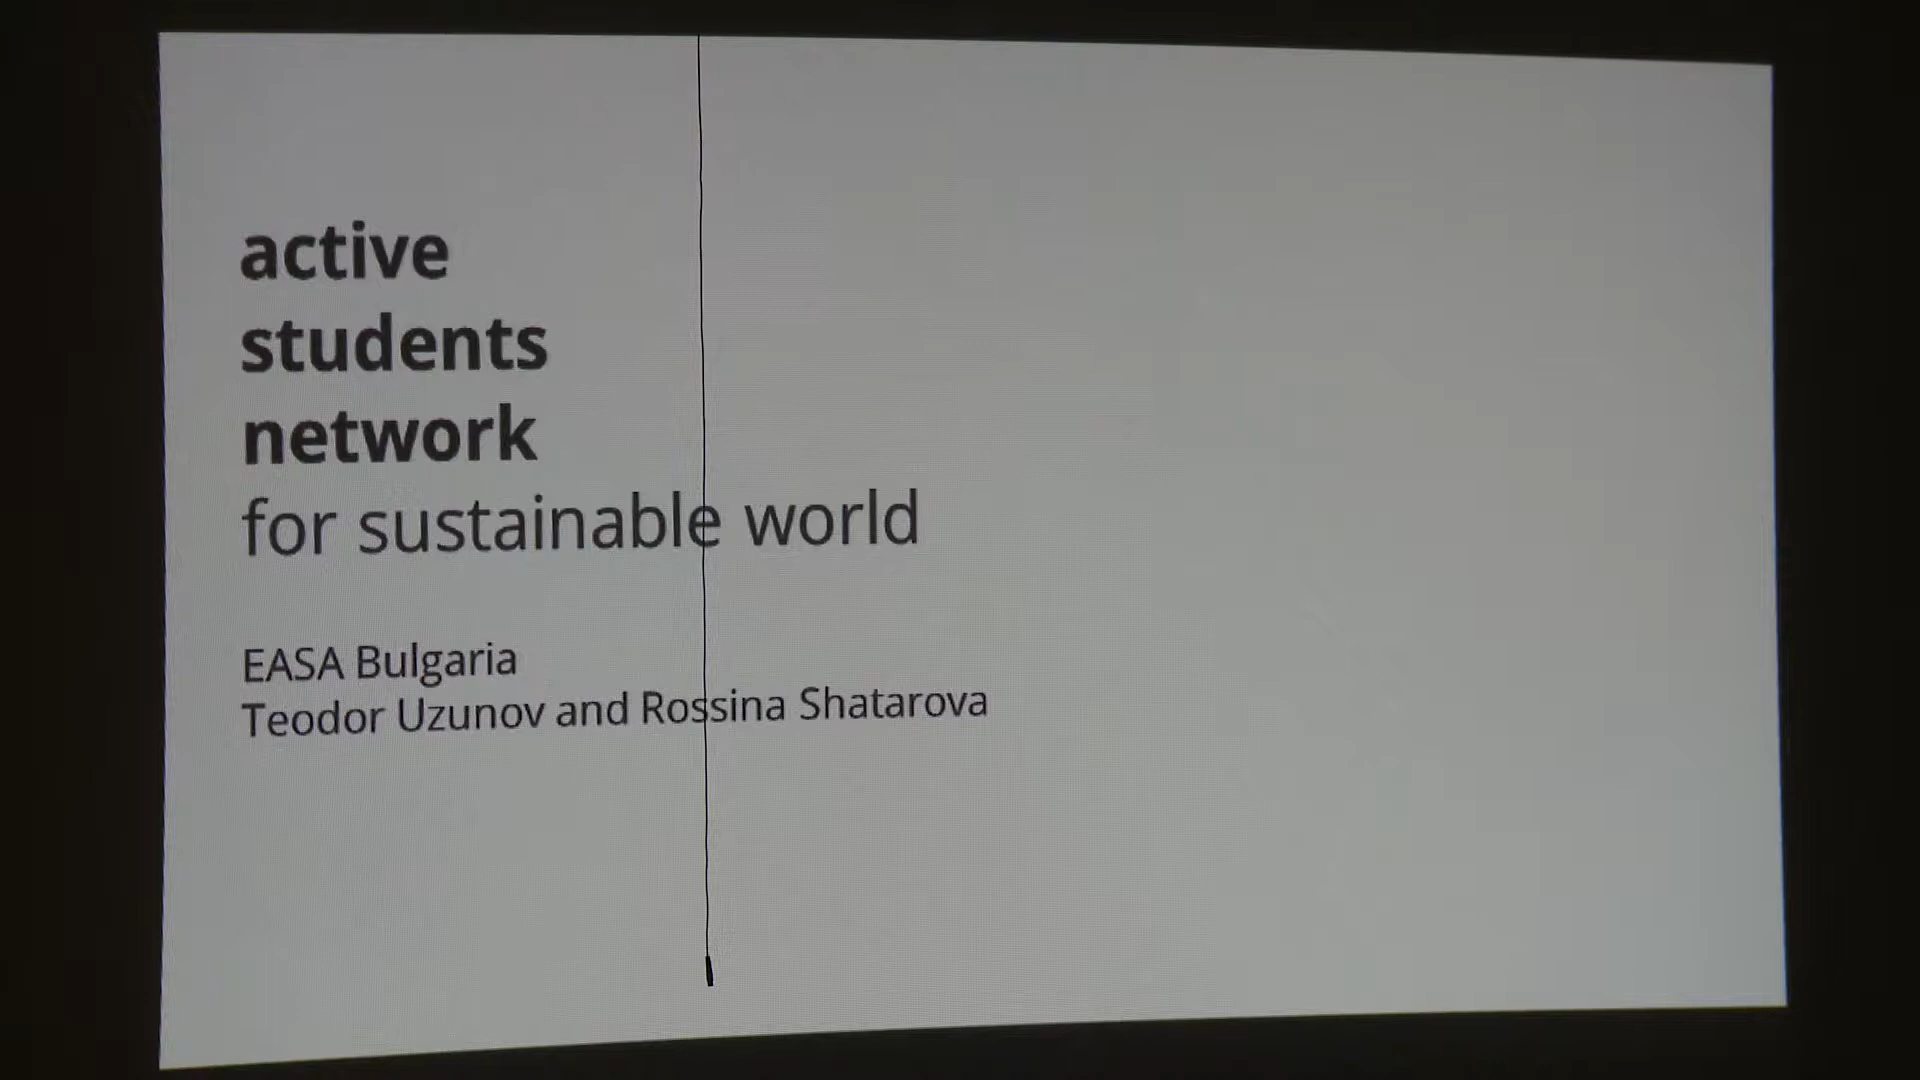 active
students
network
for sustainable world
EASA Bulgaria
Teodor Uzunov and Rossina Shatarova